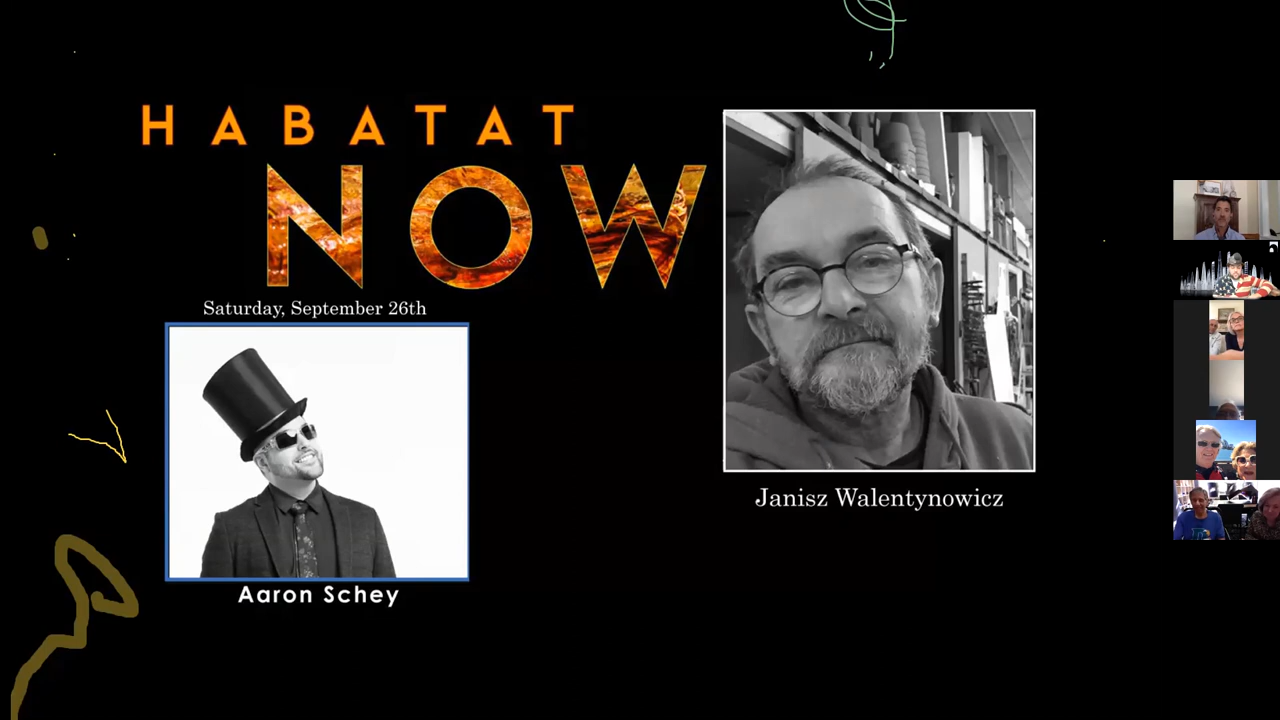 HABATAT
NOW
Saturday, September 26th
Aaron Schey
Janisz Walentynowicz